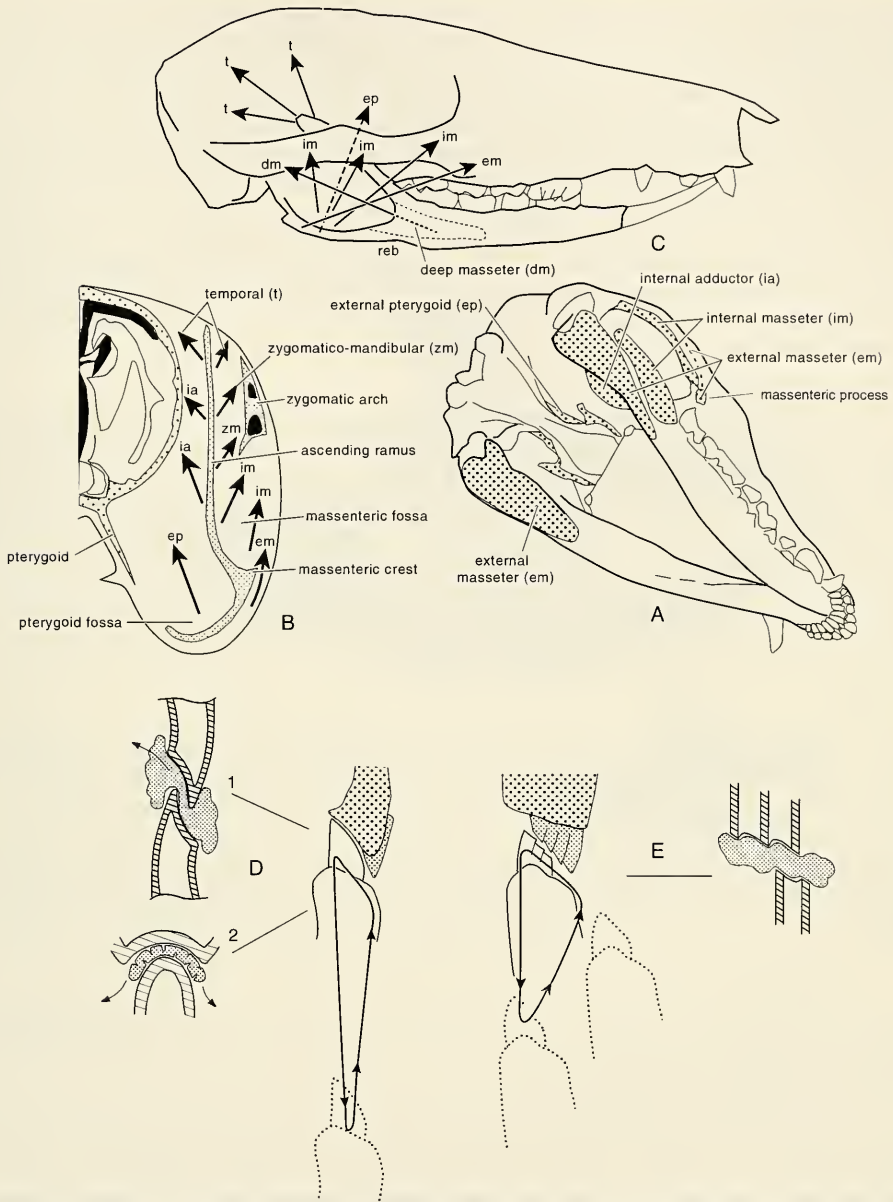 t
t
t
ep
im
im
im
dm
em
reb
C
deep masseter (dm)
internal adductor (ia)
external pterygoid (ep)
temporal (t)
internal masseter (im)
zygomatico-mandibular (zm)
external masseter (em)
zygomatic arch
massenteric process
ia
zm
ascending ramus
ia
im
im
massenteric fossa
ep
em
massenteric crest
pterygoid
external
masseter (em)
pterygoid fossa
B
A
1
D
E
2